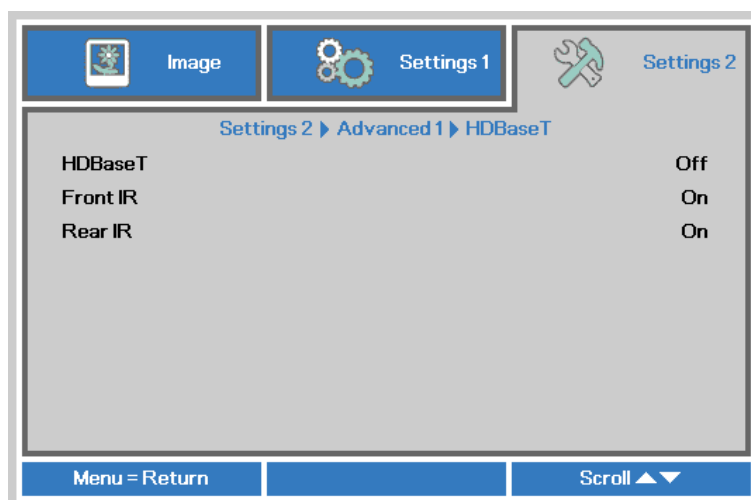 Image
Settings 1
Settings 2
Settings 2 ▶ Advanced 1 ▶ HDBaseT
HDBaseT Off
Front IR On
Rear IR On
Menu = Return
Scroll ▲▼